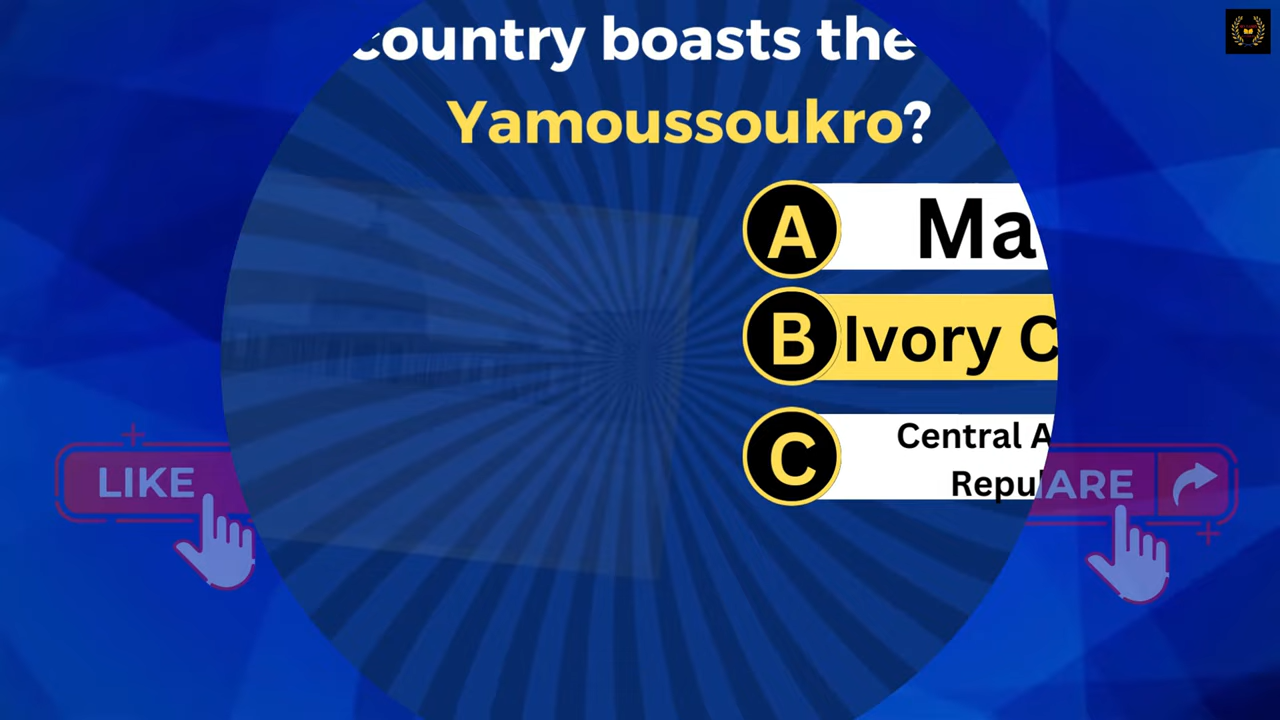 country boasts the
Yamoussoukro?
A Ma
B Ivory C
C Central A
Repul
LIKE
ARE